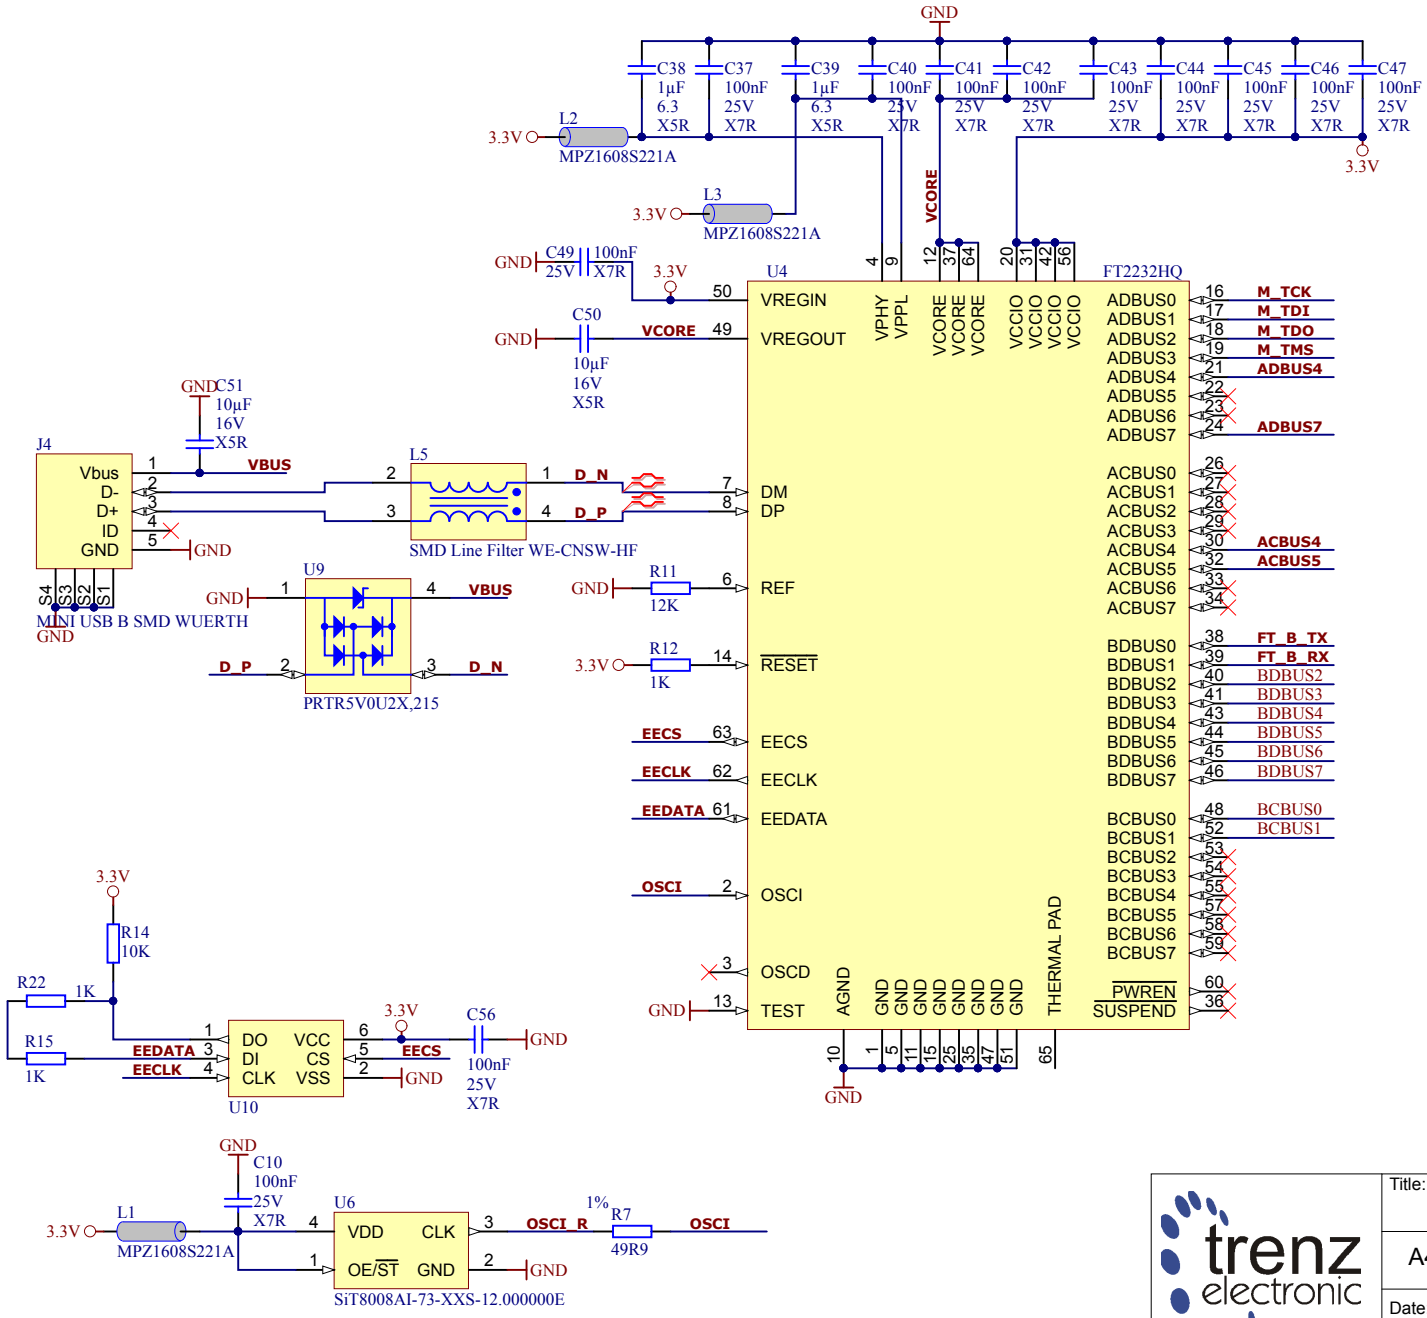 GND
C38
1µF
6.3
X5R
C37
100nF
25V
X7R
C39
1µF
6.3
X5R
C40
100nF
25V
X7R
C41
100nF
25V
X7R
C42
100nF
25V
X7R
C43
100nF
25V
X7R
C44
100nF
25V
X7R
C45
100nF
25V
X7R
C46
100nF
25V
X7R
C47
100nF
25V
X7R
3.3V
L2
MPZ1608S221A
3.3V
3.3V
L3
MPZ1608S221A
VCORE
GND
C49
25V
100nF
X7R
3.3V
GND
C50
10µF
16V
X5R
VCORE
U4
FT2232HQ
50 VREGIN
49 VREGOUT
4 VPHY
9 VPPL
12 VCORE
37 VCORE
64 VCORE
20 VCCIO
31 VCCIO
42 VCCIO
56 VCCIO
ADBUS0 16 M_TCK
ADBUS1 17 M_TDI
ADBUS2 18 M_TDO
ADBUS3 19 M_TMS
ADBUS4 21 ADBUS4
ADBUS5 22
ADBUS6 23
ADBUS7 24 ADBUS7
ACBUS0 26
ACBUS1 27
ACBUS2 28
ACBUS3 29
ACBUS4 30 ACBUS4
ACBUS5 32 ACBUS5
ACBUS6 33
ACBUS7 34
BDBUS0 38 FT_B_TX
BDBUS1 39 FT_B_RX
BDBUS2 40 BDBUS2
BDBUS3 41 BDBUS3
BDBUS4 43 BDBUS4
BDBUS5 44 BDBUS5
BDBUS6 45 BDBUS6
BDBUS7 46 BDBUS7
BCBUS0 48 BCBUS0
BCBUS1 52 BCBUS1
BCBUS2 53
BCBUS3 54
BCBUS4 55
BCBUS5 57
BCBUS6 58
BCBUS7 59
PWREN 60
SUSPEND 36
GND
C51
10µF
16V
X5R
J4
Vbus 1 VBUS
D- 2
D+ 3
ID 4
GND 5 GND
S4 S3 S2 S1
MINI USB B SMD WUERTH
GND
L5
2 1 D_N
3 4 D_P
SMD Line Filter WE-CNSW-HF
7 DM
8 DP
U9
GND 1 4 VBUS
D_P 2 3 D_N
PRTR5V0U2X,215
GND R11 6 REF
12K
3.3V R12 14 RESET
1K
EECS 63 EECS
EECLK 62 EECLK
EEDATA 61 EEDATA
OSCI 2 OSCI
3 OSCD
GND 13 TEST
AGND GND GND GND GND GND GND GND GND THERMAL PAD
10 1 5 11 15 25 35 47 51 65
GND
3.3V
R14
10K
R22
1K
R15
1K
3.3V
C56
100nF
25V
X7R
GND
1 DO VCC 6
EEDATA 3 DI CS 5 EECS
EECLK 4 CLK VSS 2 GND
U10
GND
C10
100nF
25V
X7R
3.3V
L1
MPZ1608S221A
U6
4 VDD CLK 3 OSCI_R
1 OE/ST GND 2 GND
SiT8008AI-73-XXS-12.000000E
1% R7
49R9
OSCI
trenz
electronic
Title:
A4
Date